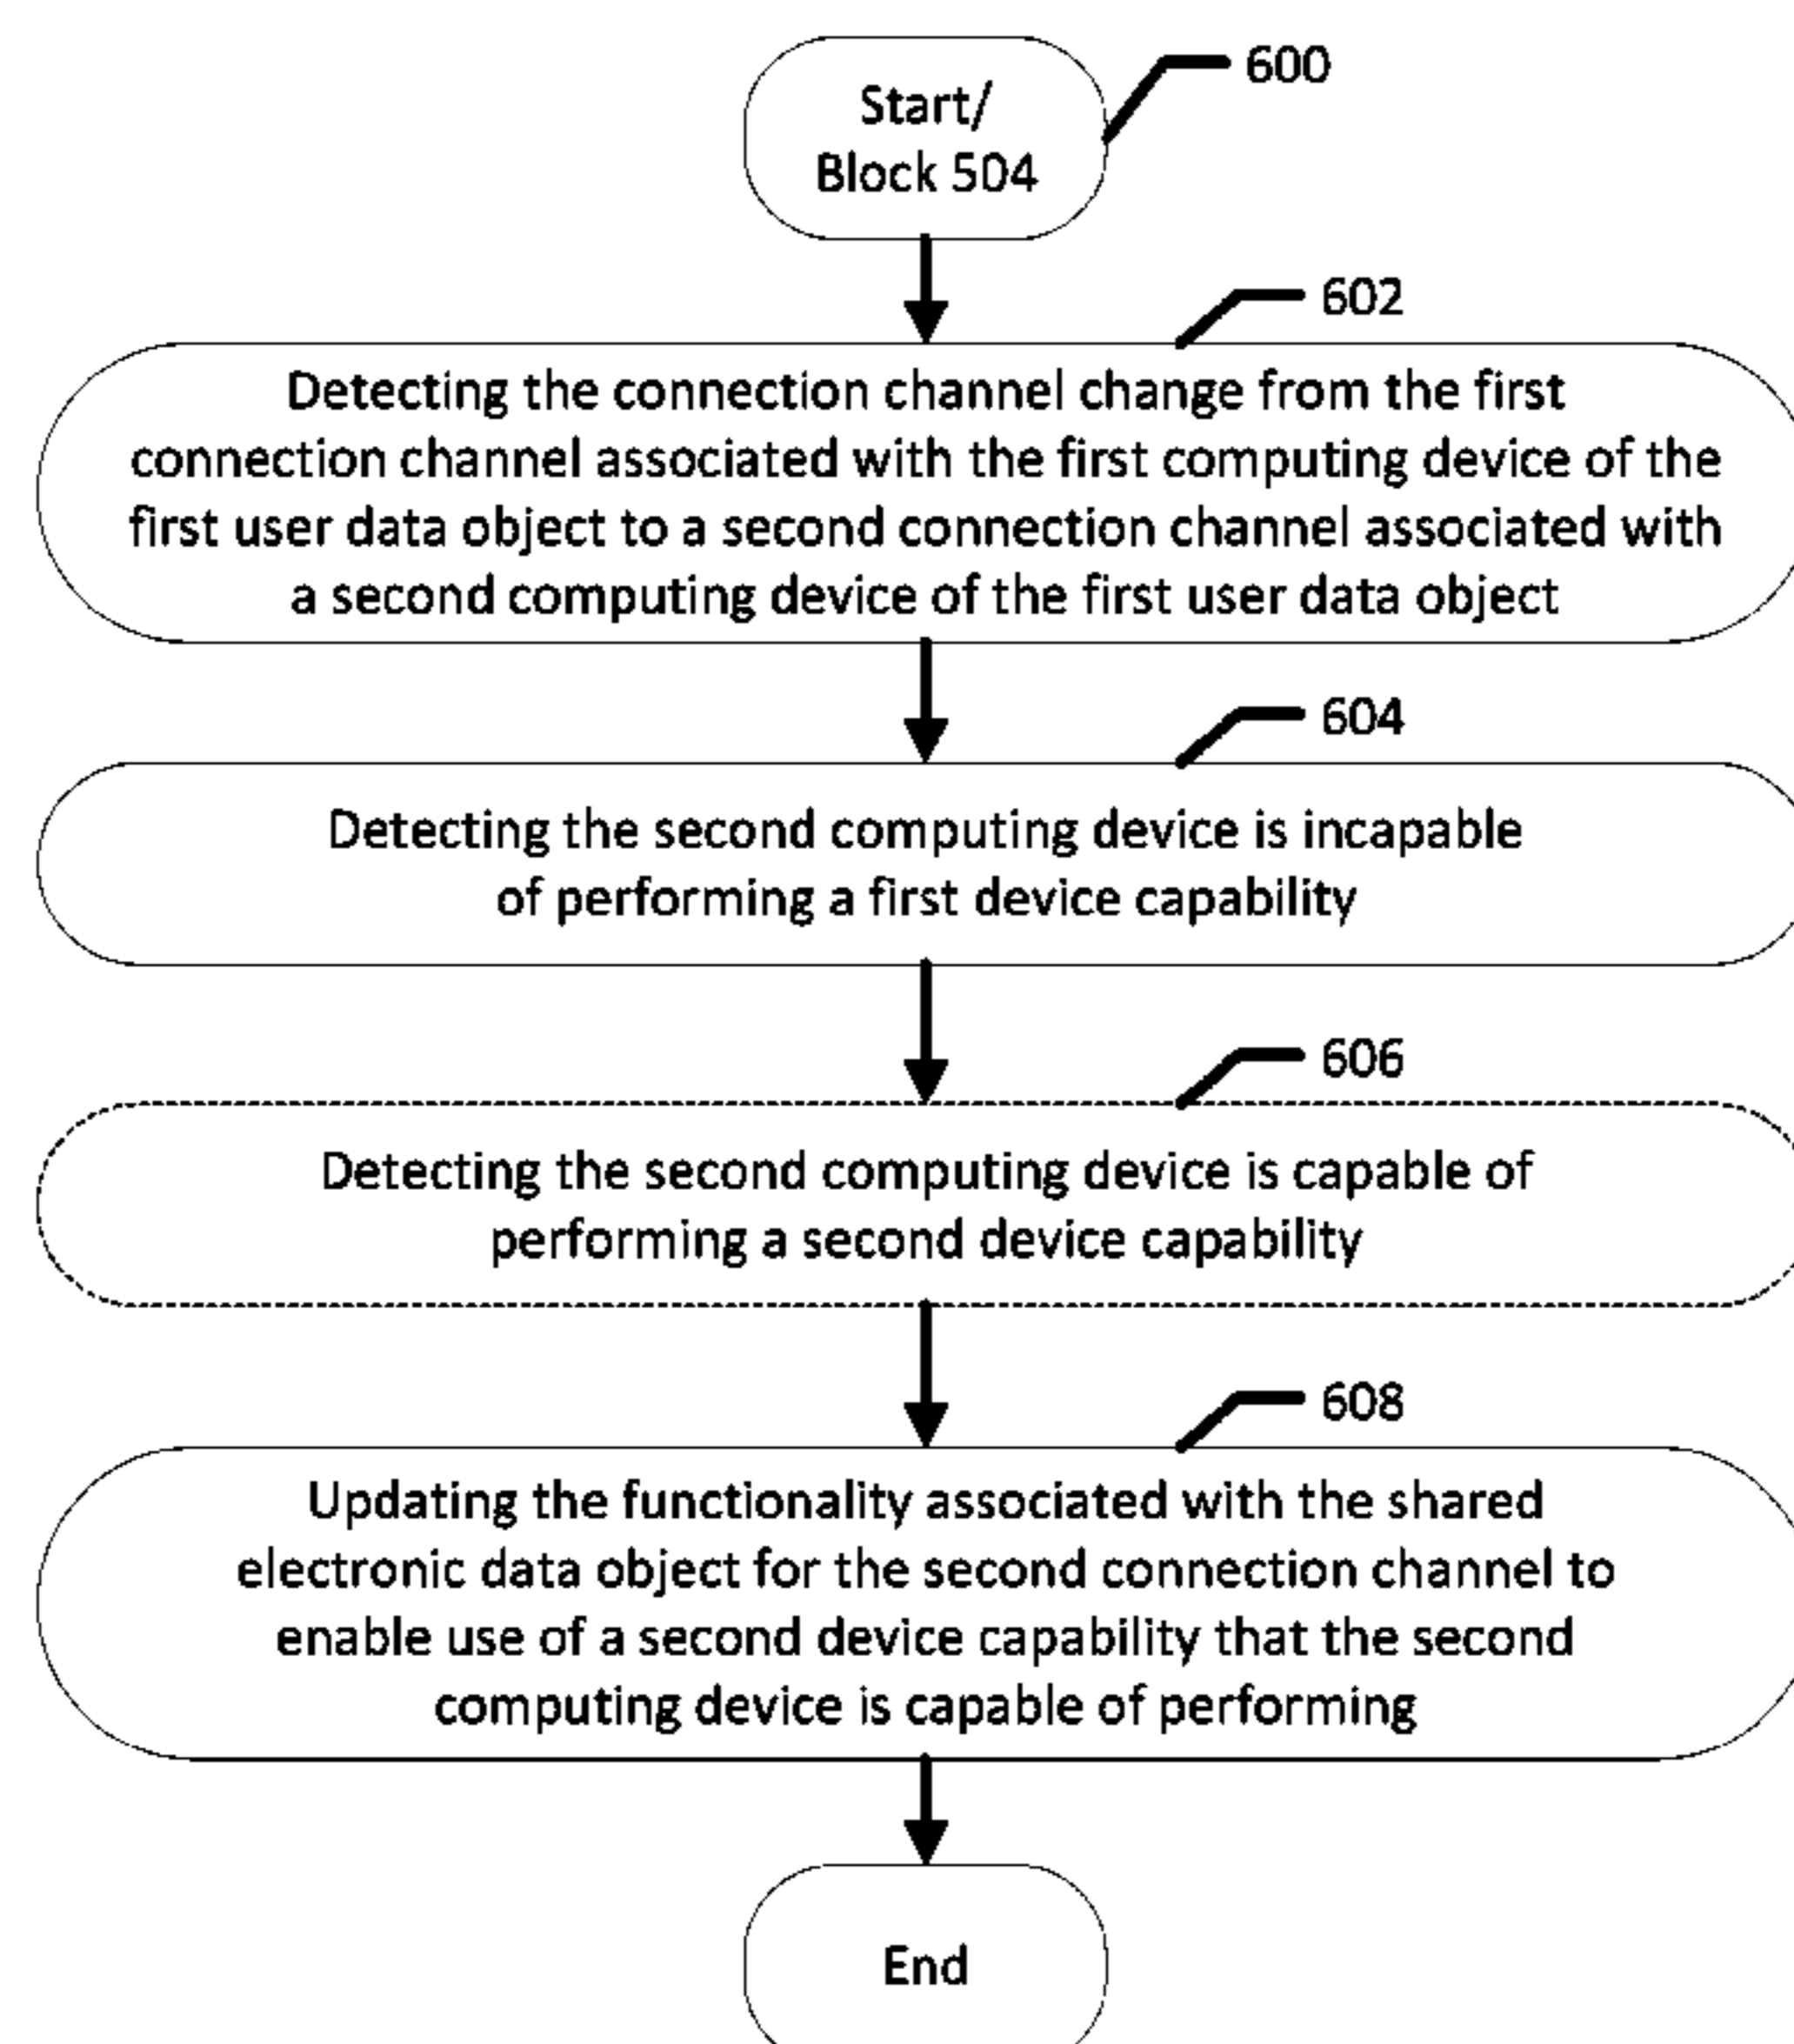 600
Start/
Block 504
602
Detecting the connection channel change from the first
connection channel associated with the first computing device of the
first user data object to a second connection channel associated with
a second computing device of the first user data object
604
Detecting the second computing device is incapable
of performing a first device capability
606
Detecting the second computing device is capable of
performing a second device capability
608
Updating the functionality associated with the shared
electronic data object for the second connection channel to
enable use of a second device capability that the second
computing device is capable of performing
End